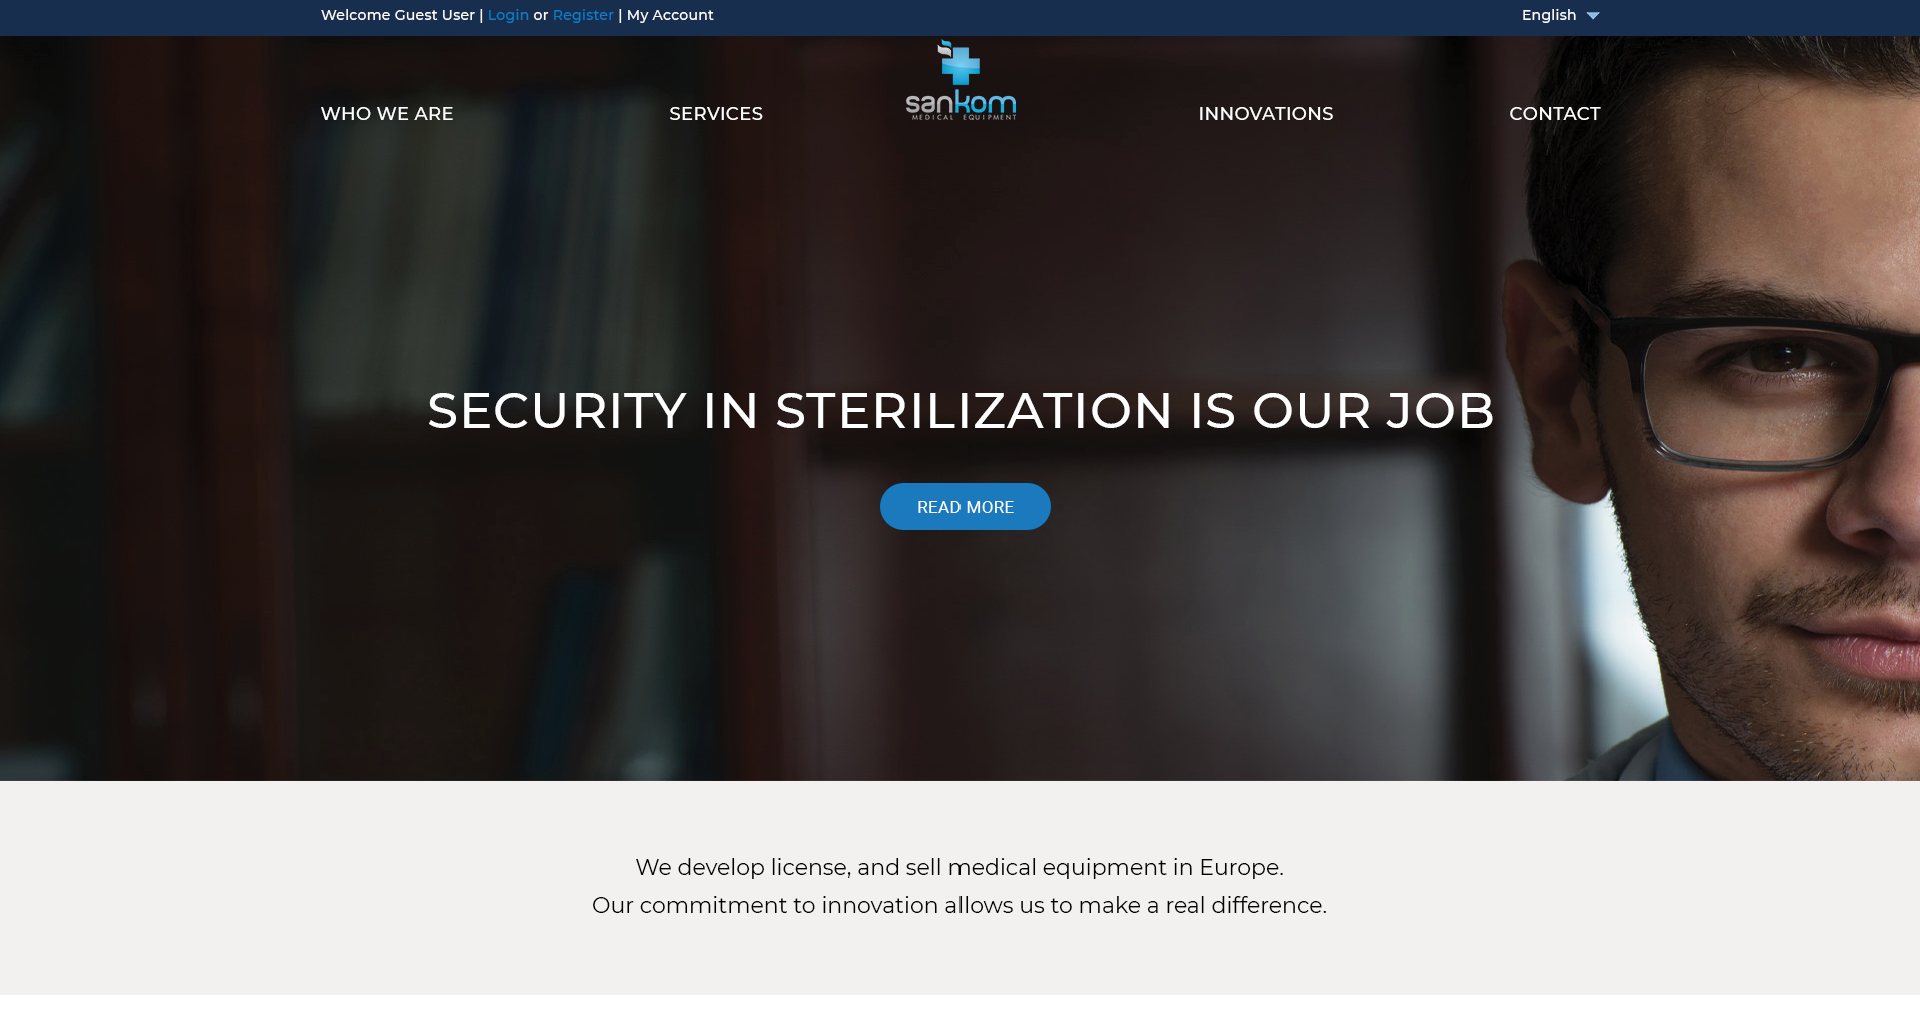 Welcome Guest User | Login or Register | My Account
English
WHO WE ARE
SERVICES
sankom
MEDICAL EQUIPMENT
INNOVATIONS
CONTACT
SECURITY IN STERILIZATION IS OUR JOB
READ MORE
We develop license, and sell medical equipment in Europe.
Our commitment to innovation allows us to make a real difference.